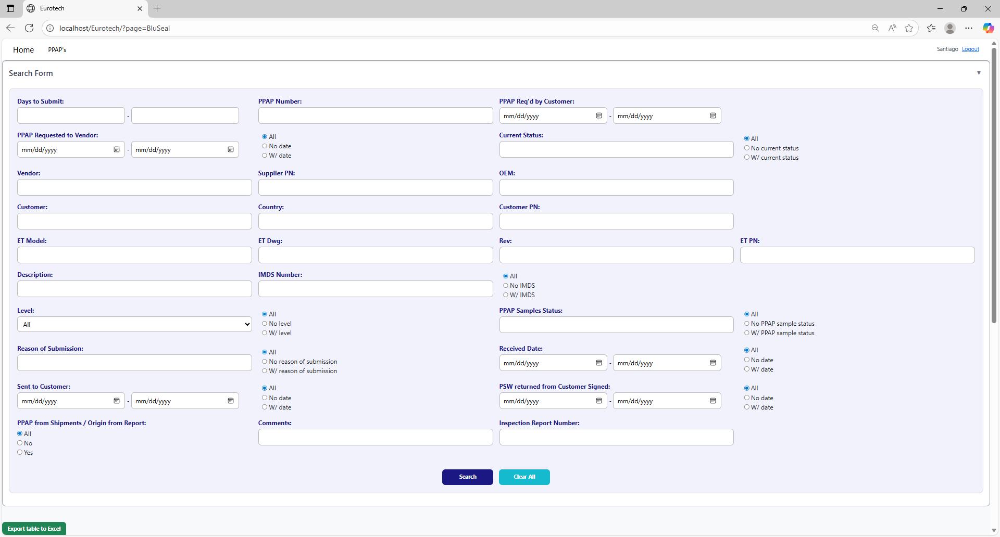 Eurotech
localhost/Eurotech/?page=BluSeal
Home PPAP's Santiago Logout
Search Form
Days to Submit: PPAP Number: PPAP Req'd by Customer:
- mm/dd/yyyy - mm/dd/yyyy
PPAP Requested to Vendor: Current Status:
mm/dd/yyyy - mm/dd/yyyy
All
No date
W/ date
All
No current status
W/ current status
Vendor: Supplier PN: OEM:
Customer: Country: Customer PN:
ET Model: ET Dwg: Rev: ET PN:
Description: IMDS Number:
All
No IMDS
W/ IMDS
Level: PPAP Samples Status:
All
All
No level
W/ level
All
No PPAP sample status
W/ PPAP sample status
Reason of Submission: Received Date:
All
No reason of submission
W/ reason of submission
mm/dd/yyyy - mm/dd/yyyy
All
No date
W/ date
Sent to Customer: PSW returned from Customer Signed:
mm/dd/yyyy - mm/dd/yyyy
All
No date
W/ date
mm/dd/yyyy - mm/dd/yyyy
All
No date
W/ date
PPAP from Shipments / Origin from Report: Comments: Inspection Report Number:
All
No
Yes
Search Clear All
Export table to Excel